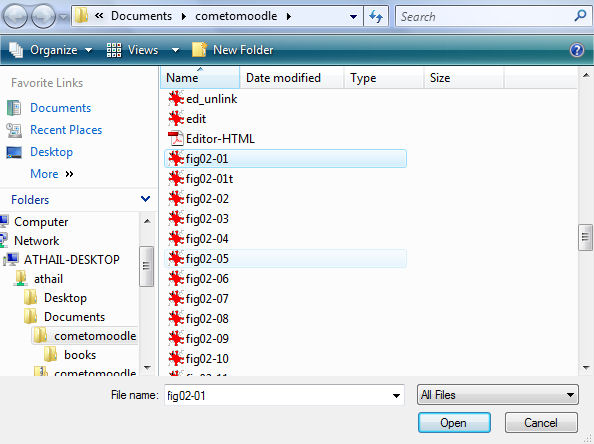 « Documents ▸ cometomoodle ▸ Search
Organize Views New Folder
Favorite Links
Documents
Recent Places
Desktop
More »
Folders
Computer
Network
ATHAIL-DESKTOP
athail
Desktop
Documents
cometomoodle
books
cometomoodle
Name Date modified Type Size
ed_unlink
edit
Editor-HTML
fig02-01
fig02-01t
fig02-02
fig02-03
fig02-04
fig02-05
fig02-06
fig02-07
fig02-08
fig02-09
fig02-10
File name: fig02-01 All Files
Open Cancel